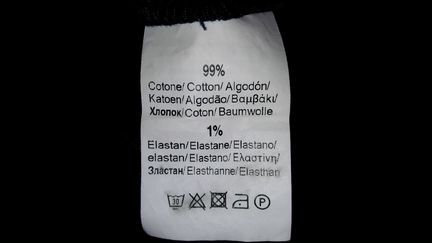 99%
Cotone/ Cotton/ Algodón/
Katoen/ Algodão/ Βαμβάκι/
Хлопок/ Coton/ Baumwolle
1%
Elastan/ Elastane/ Elastano/
elastan/ Elastano/ Ελαστίνη/
Эластан/ Elasthanne/ Elasthan
30 P